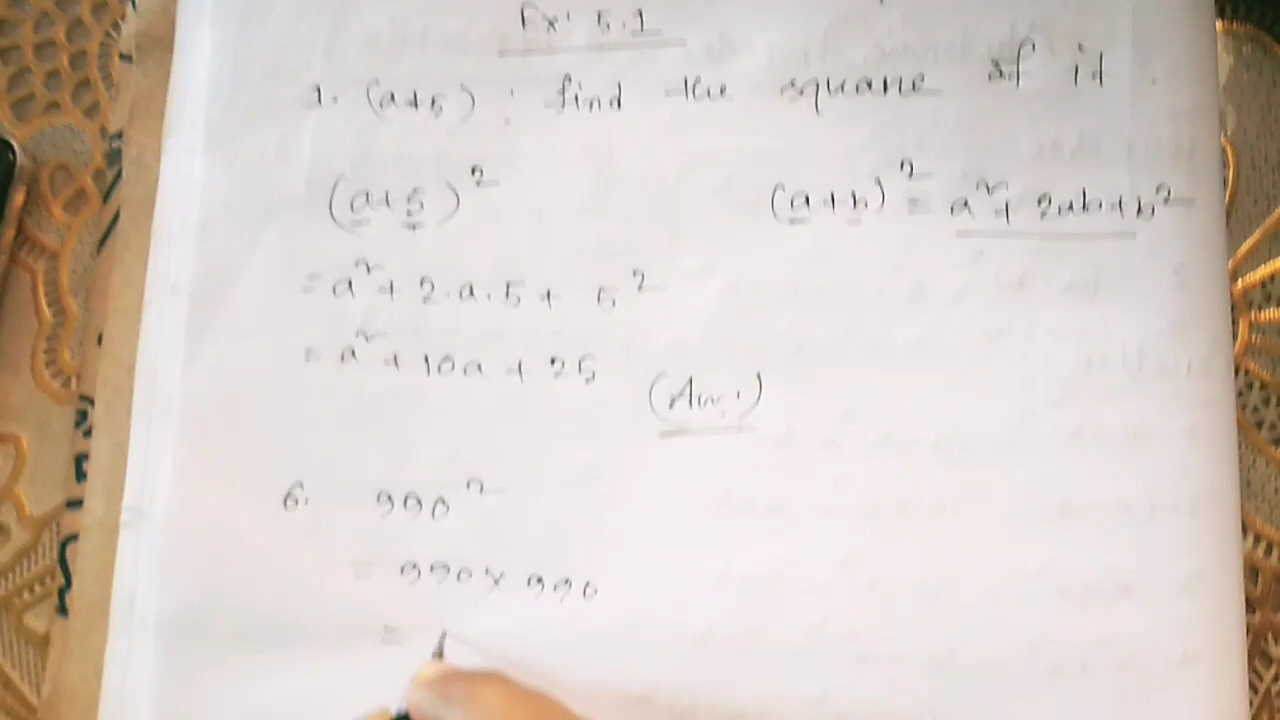 Ex: 5.1
1. (a+5) : find the square of it.
(a+5)² (a+b)² = a²+ 2ab+b²
= a²+ 2.a.5+ 5²
= a²+ 10a + 25
(Ans:)
6. 990²
= 990× 990
=